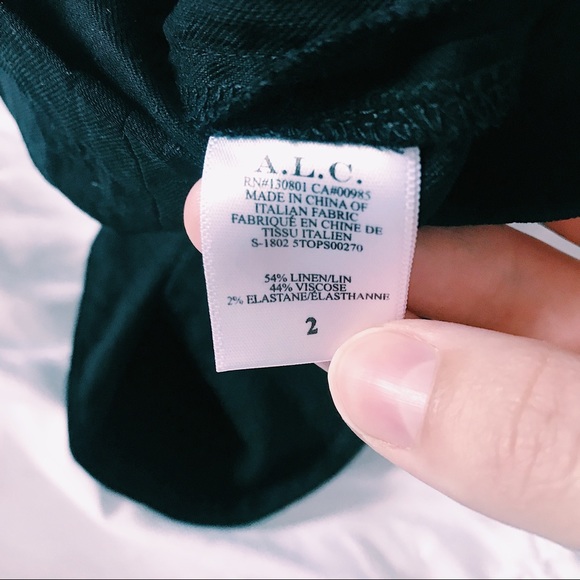 A.L.C.
RN#130801 CA#00985
MADE IN CHINA OF
ITALIAN FABRIC
FABRIQUÉ EN CHINE DE
TISSU ITALIEN
S-1802 5TOPS00270
54% LINEN/LIN
44% VISCOSE
2% ELASTANE/ÉLASTHANNE
2